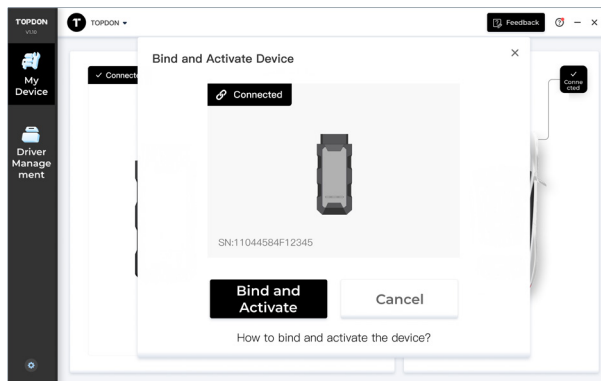 TOPDON
V1.10
TOPDON
Feedback
My
Device
Driver
Manage
ment
Connecte
Conne
cted
Bind and Activate Device
Connected
SN:11044584F12345
Bind and
Activate
Cancel
How to bind and activate the device?